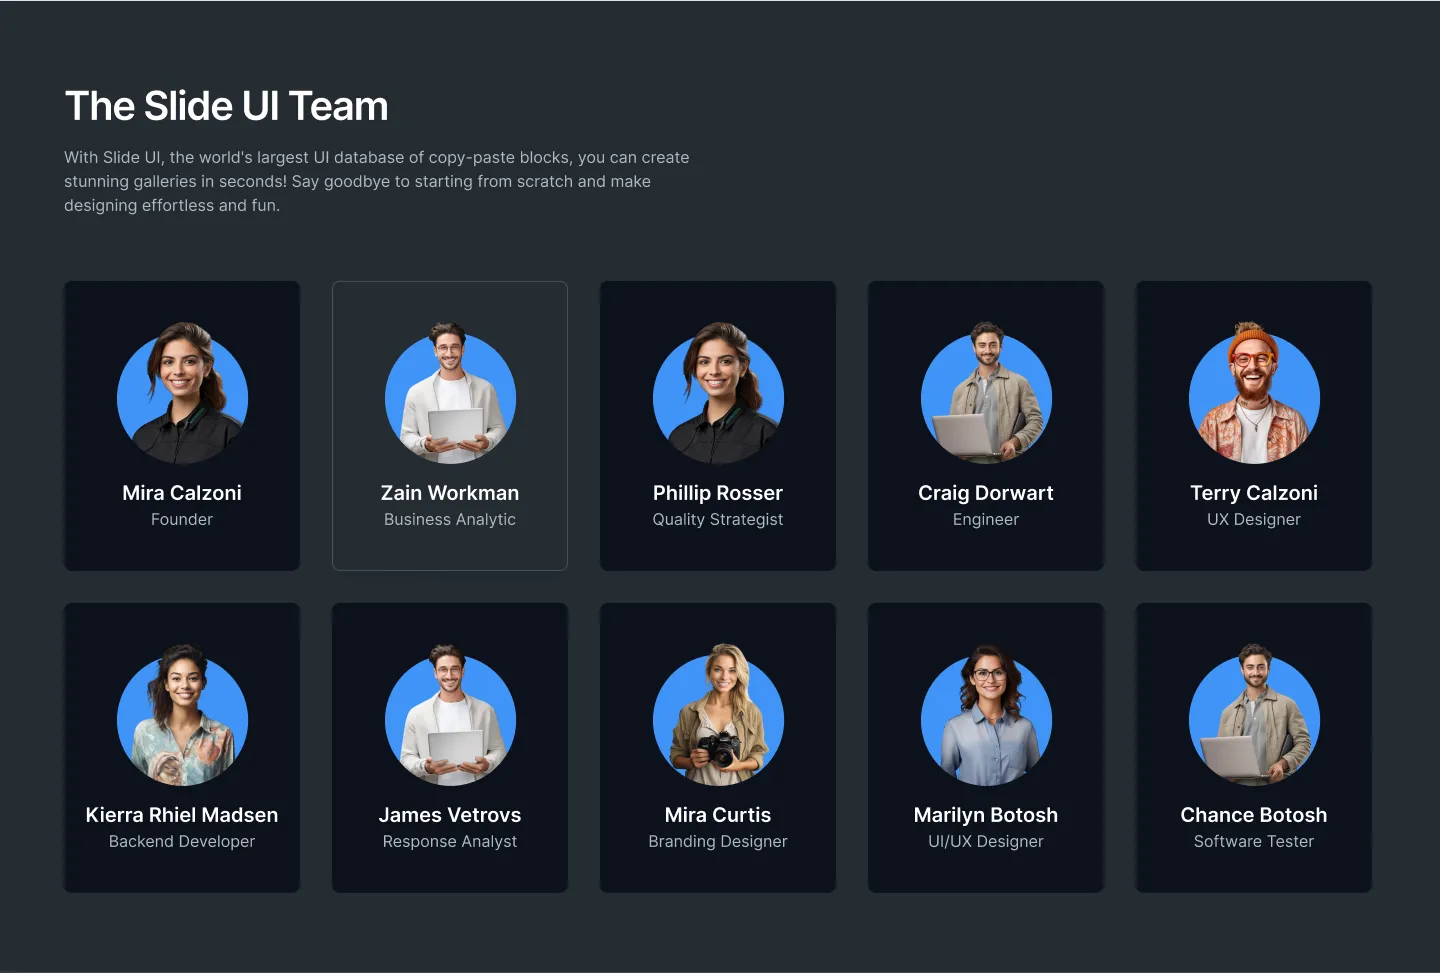 The Slide UI Team
With Slide UI, the world's largest UI database of copy-paste blocks, you can create
stunning galleries in seconds! Say goodbye to starting from scratch and make
designing effortless and fun.
Mira Calzoni
Founder
Zain Workman
Business Analytic
Phillip Rosser
Quality Strategist
Craig Dorwart
Engineer
Terry Calzoni
UX Designer
Kierra Rhiel Madsen
Backend Developer
James Vetrovs
Response Analyst
Mira Curtis
Branding Designer
Marilyn Botosh
UI/UX Designer
Chance Botosh
Software Tester